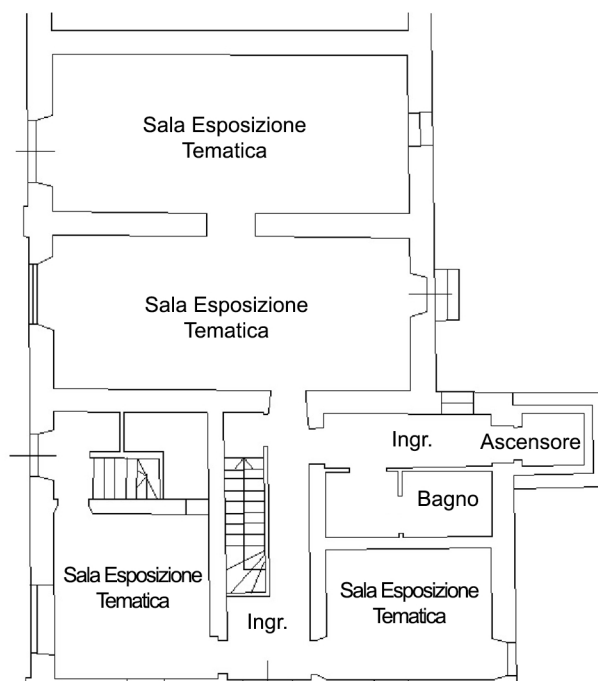 Sala Esposizione
Tematica
Sala Esposizione
Tematica
Ingr.
Ascensore
Bagno
Sala Esposizione
Tematica
Sala Esposizione
Tematica
Ingr.